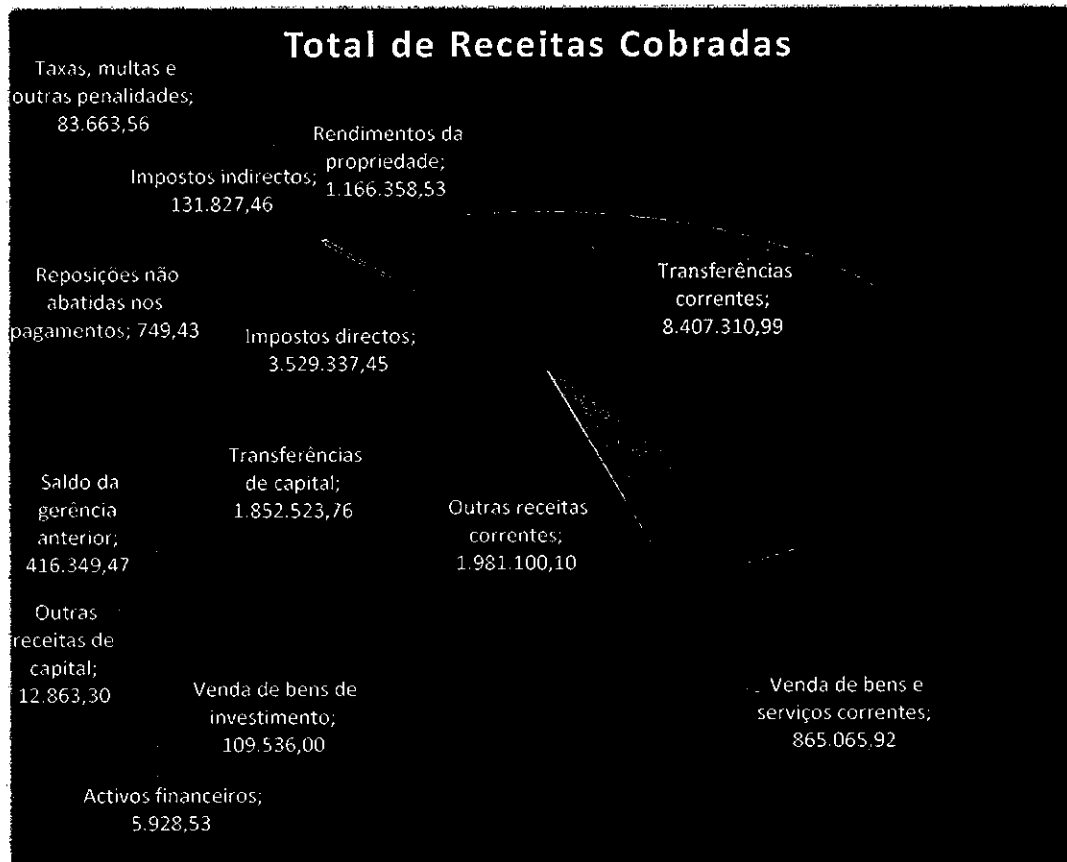 Total de Receitas Cobradas
Taxas, multas e
outras penalidades;
83.663,56
Rendimentos da
propriedade;
1.166.358,53
Impostos indirectos;
131.827,46
Transferências
correntes;
8.407.310,99
Reposições não
abatidas nos
pagamentos; 749,43
Impostos directos;
3.529.337,45
Transferências
de capital;
1.852.523,76
Saldo da
gerência
anterior;
416.349,47
Outras receitas
correntes;
1.981.100,10
Outras
receitas de
capital;
12.863,30
Venda de bens de
investimento;
109.536,00
Venda de bens e
serviços correntes;
865.065,92
Activos financeiros;
5.928,53